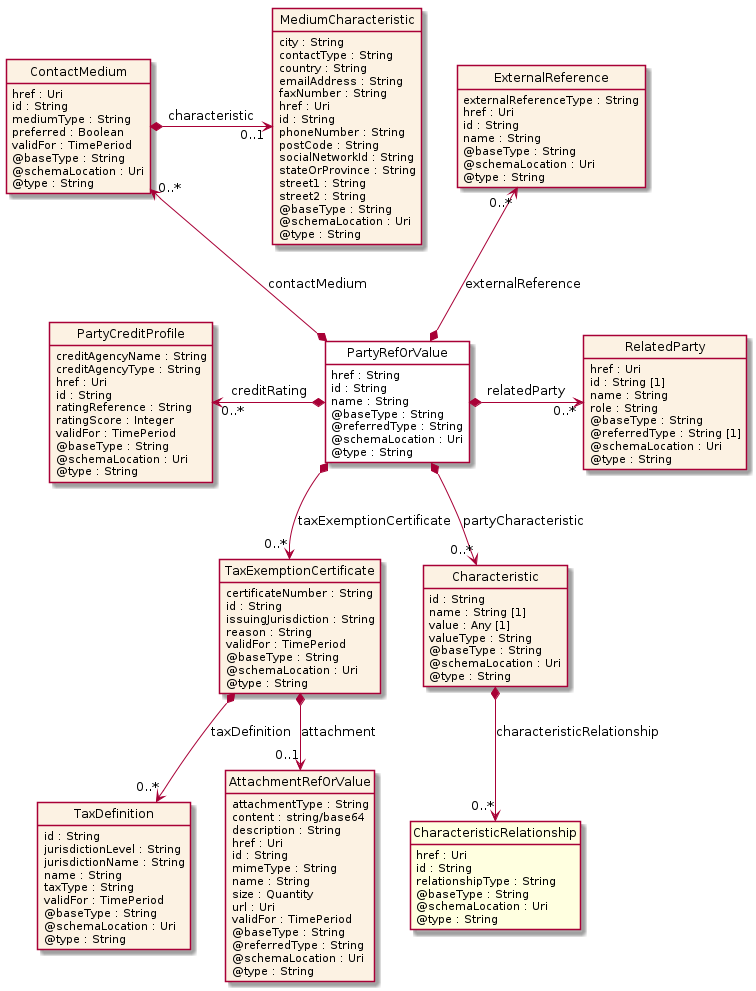 MediumCharacteristic
city : String
contactType : String
country : String
emailAddress : String
faxNumber : String
href : Uri
id : String
phoneNumber : String
postCode : String
socialNetworkId : String
stateOrProvince : String
street1 : String
street2 : String
@baseType : String
@schemaLocation : Uri
@type : String
ContactMedium
href : Uri
id : String
mediumType : String
preferred : Boolean
validFor : TimePeriod
@baseType : String
@schemaLocation : Uri
@type : String
characteristic
0..1
0..*
ExternalReference
externalReferenceType : String
href : Uri
id : String
name : String
@baseType : String
@schemaLocation : Uri
@type : String
0..*
contactMedium
externalReference
PartyCreditProfile
creditAgencyName : String
creditAgencyType : String
href : Uri
id : String
ratingReference : String
ratingScore : Integer
validFor : TimePeriod
@baseType : String
@schemaLocation : Uri
@type : String
creditRating
0..*
PartyRefOrValue
href : String
id : String
name : String
@baseType : String
@referredType : String
@schemaLocation : Uri
@type : String
relatedParty
0..*
RelatedParty
href : Uri
id : String [1]
name : String
role : String
@baseType : String
@referredType : String [1]
@schemaLocation : Uri
@type : String
taxExemptionCertificate
0..*
partyCharacteristic
0..*
TaxExemptionCertificate
certificateNumber : String
id : String
issuingJurisdiction : String
reason : String
validFor : TimePeriod
@baseType : String
@schemaLocation : Uri
@type : String
Characteristic
id : String
name : String [1]
value : Any [1]
valueType : String
@baseType : String
@schemaLocation : Uri
@type : String
taxDefinition
0..*
attachment
0..1
characteristicRelationship
0..*
TaxDefinition
id : String
jurisdictionLevel : String
jurisdictionName : String
name : String
taxType : String
validFor : TimePeriod
@baseType : String
@schemaLocation : Uri
@type : String
AttachmentRefOrValue
attachmentType : String
content : string/base64
description : String
href : Uri
id : String
mimeType : String
name : String
size : Quantity
url : Uri
validFor : TimePeriod
@baseType : String
@referredType : String
@schemaLocation : Uri
@type : String
CharacteristicRelationship
href : Uri
id : String
relationshipType : String
@baseType : String
@schemaLocation : Uri
@type : String